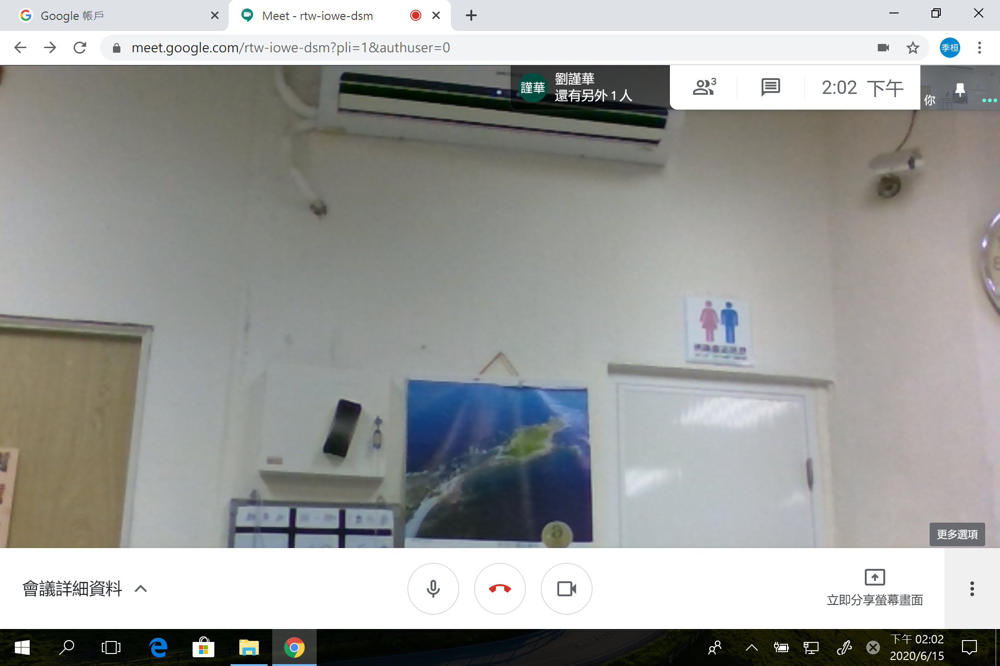 Google 帳戶
Meet - rtw-iowe-dsm
meet.google.com/rtw-iowe-dsm?pli=1&authuser=0
季桓
謹華
劉謹華
還有另外 1 人
3
2:02 下午
你
更多選項
會議詳細資料
立即分享螢幕畫面
下午 02:02
2020/6/15